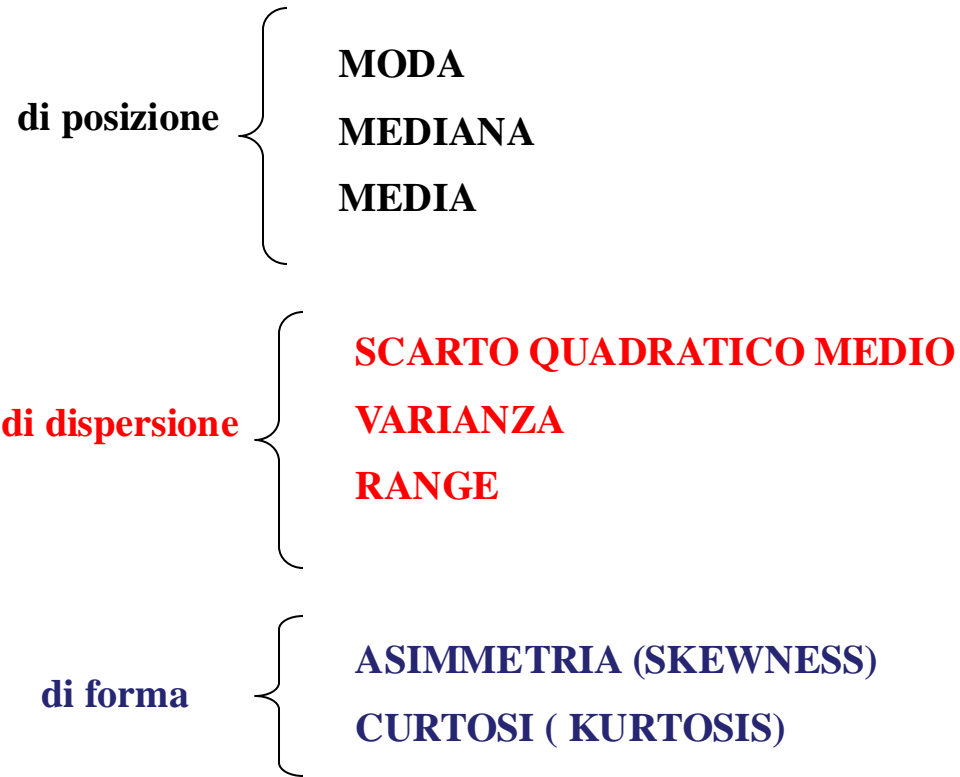 di posizione
MODA
MEDIANA
MEDIA
di dispersione
SCARTO QUADRATICO MEDIO
VARIANZA
RANGE
di forma
ASIMMETRIA (SKEWNESS)
CURTOSI ( KURTOSIS)